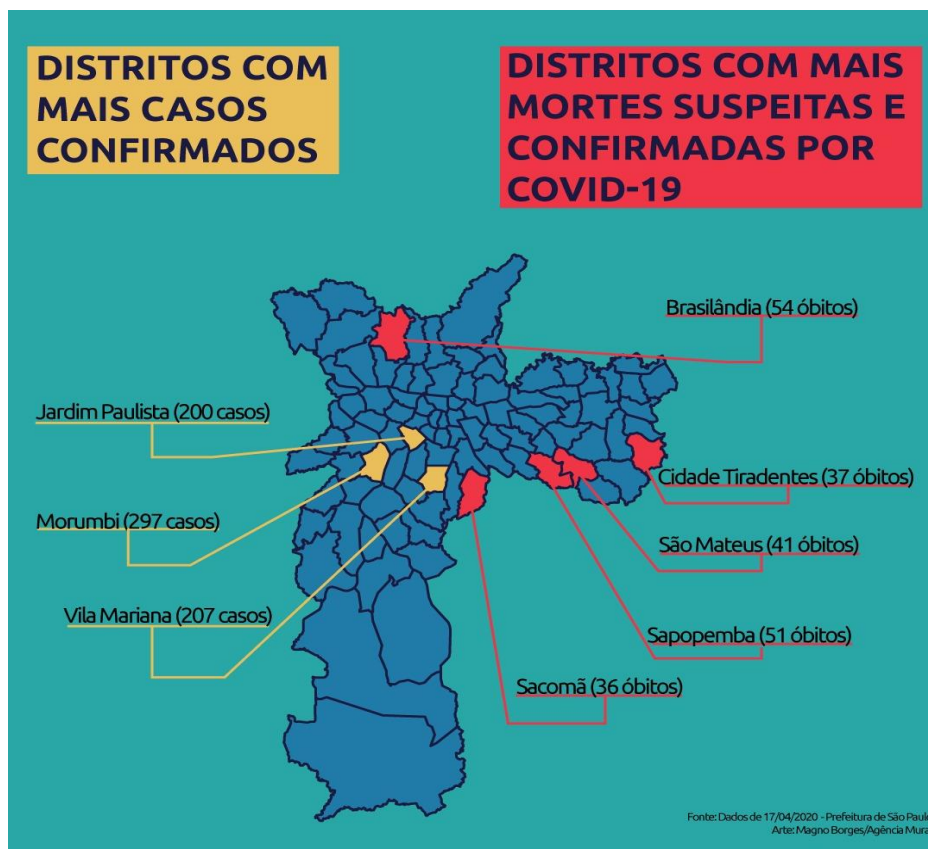 DISTRITOS COM
MAIS CASOS
CONFIRMADOS
DISTRITOS COM MAIS
MORTES SUSPEITAS E
CONFIRMADAS POR
COVID-19
Brasilândia (54 óbitos)
Jardim Paulista (200 casos)
Cidade Tiradentes (37 óbitos)
Morumbi (297 casos)
São Mateus (41 óbitos)
Vila Mariana (207 casos)
Sapopemba (51 óbitos)
Sacomã (36 óbitos)
Fonte: Dados de 17/04/2020 - Prefeitura de São Paulo
Arte: Magno Borges/Agência Mural